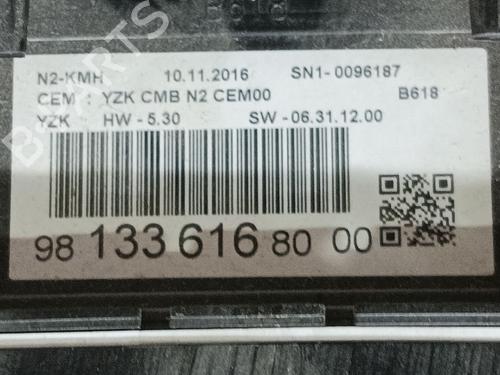 N2-KMH 10.11.2016 SN1-0096187
CEM : YZK CMB N2 CEM00 B618
YZK HW - 5.30 SW - 06.31.12.00
98 133 616 80 00